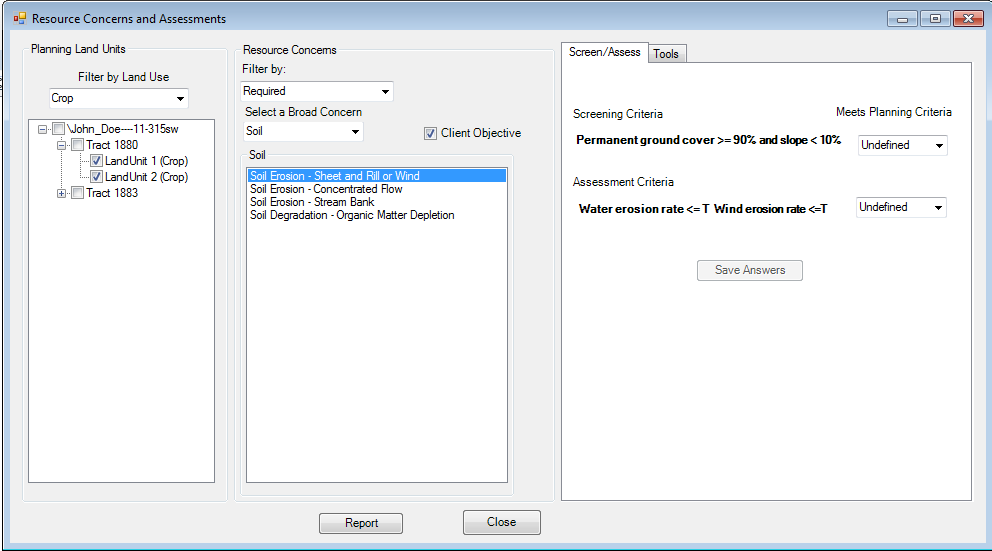 Resource Concerns and Assessments
Planning Land Units
Filter by Land Use
Crop
\John_Doe----11-315sw
Tract 1880
LandUnit 1 (Crop)
LandUnit 2 (Crop)
Tract 1883
Resource Concerns
Filter by:
Required
Select a Broad Concern
Soil
Client Objective
Soil
Soil Erosion - Sheet and Rill or Wind
Soil Erosion - Concentrated Flow
Soil Erosion - Stream Bank
Soil Degradation - Organic Matter Depletion
Screen/Assess
Tools
Screening Criteria
Meets Planning Criteria
Permanent ground cover >= 90% and slope < 10%
Undefined
Assessment Criteria
Water erosion rate <= T Wind erosion rate <=T
Undefined
Save Answers
Report
Close